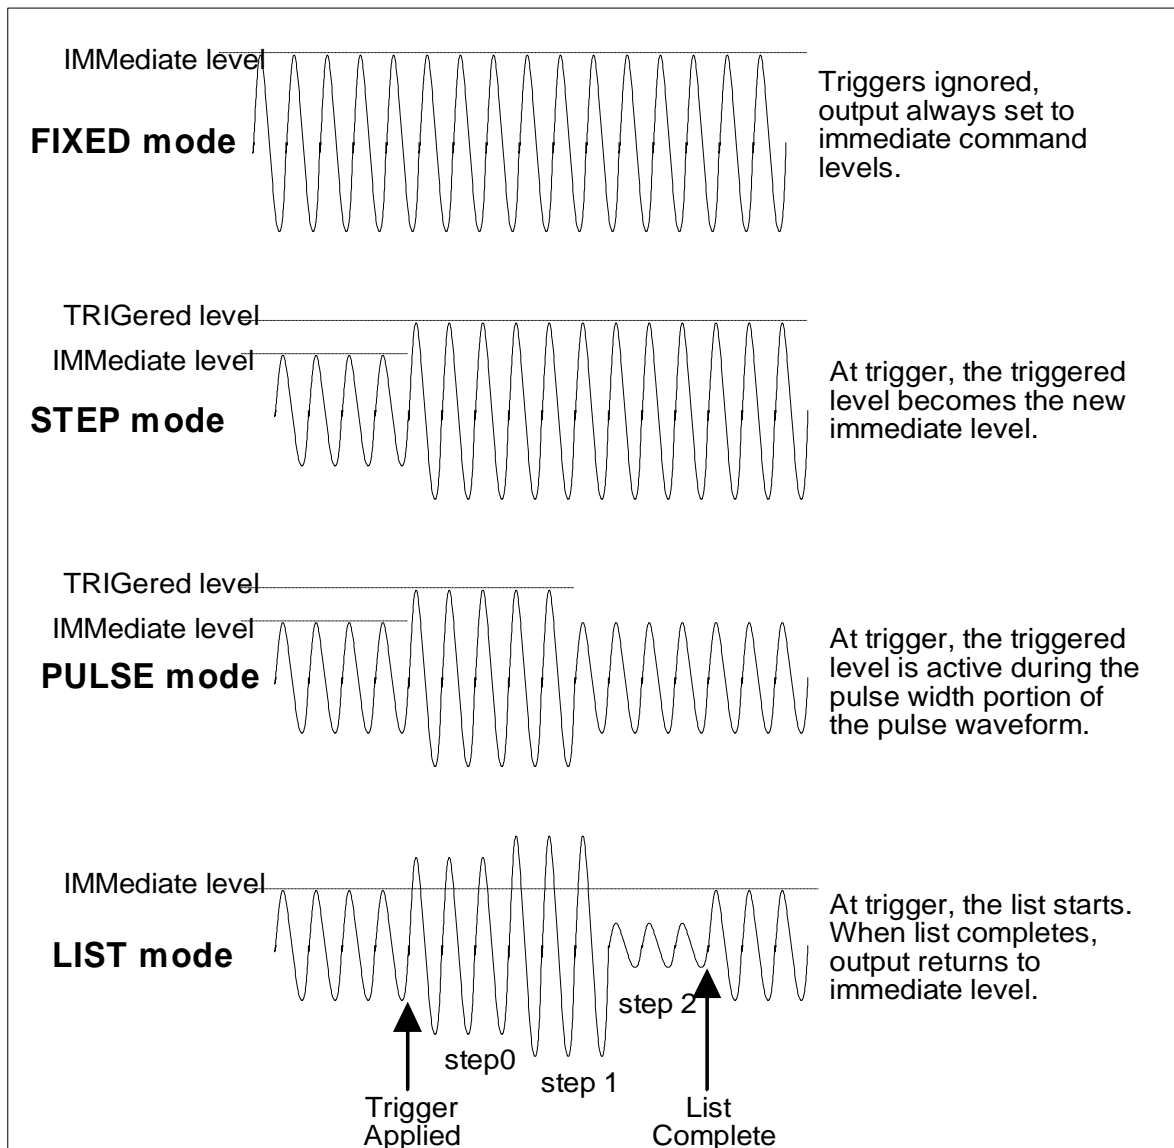 IMMediate level
FIXED mode
Triggers ignored,
output always set to
immediate command
levels.
TRIGered level
IMMediate level
STEP mode
At trigger, the triggered
level becomes the new
immediate level.
TRIGered level
IMMediate level
PULSE mode
At trigger, the triggered
level is active during the
pulse width portion of
the pulse waveform.
IMMediate level
LIST mode
At trigger, the list starts.
When list completes,
output returns to
immediate level.
step0
step 1
step 2
Trigger
Applied
List
Complete